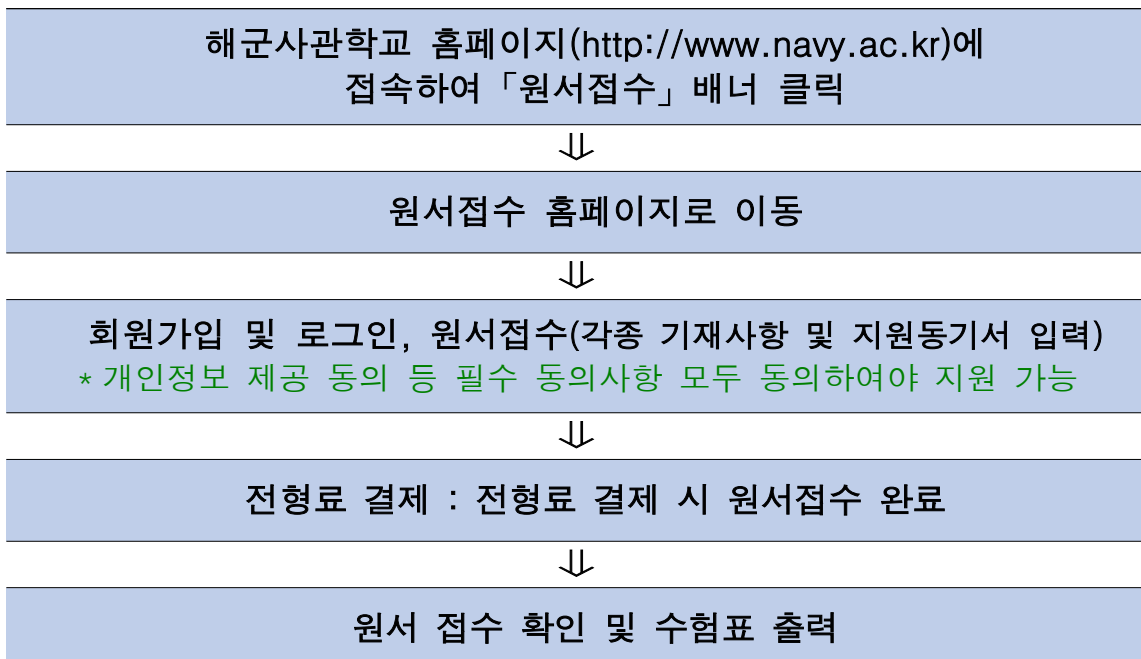 해군사관학교 홈페이지(http://www.navy.ac.kr)에
접속하여「원서접수」배너 클릭
⇓
원서접수 홈페이지로 이동
⇓
회원가입 및 로그인, 원서접수(각종 기재사항 및 지원동기서 입력)
* 개인정보 제공 동의 등 필수 동의사항 모두 동의하여야 지원 가능
⇓
전형료 결제 : 전형료 결제 시 원서접수 완료
⇓
원서 접수 확인 및 수험표 출력